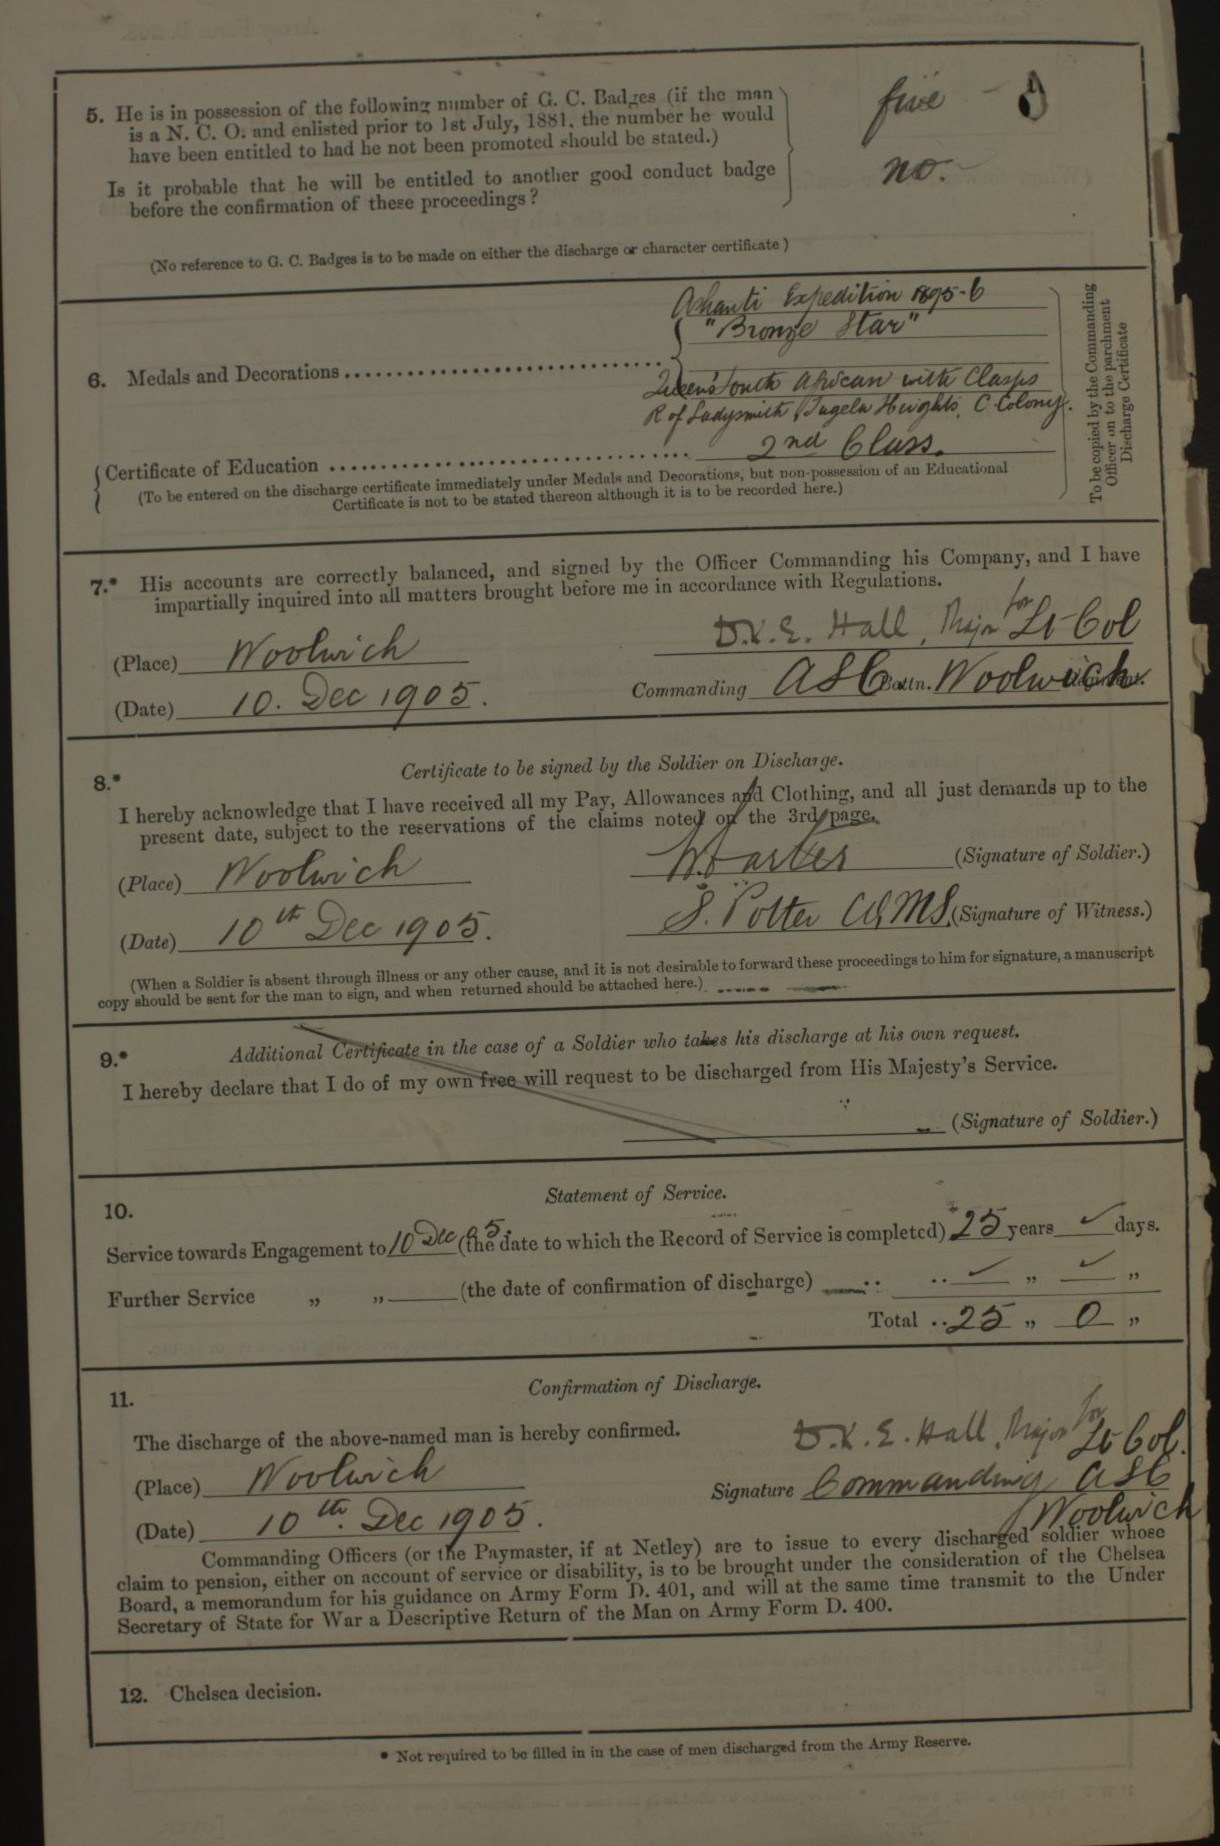 5. He is in possession of the following number of G. C. Badges (if the man
is a N. C. O. and enlisted prior to 1st July, 1881, the number he would
have been entitled to had he not been promoted should be stated.)
five -
Is it probable that he will be entitled to another good conduct badge
before the confirmation of these proceedings?
no. -
(No reference to G. C. Badges is to be made on either the discharge or character certificate)
Ashanti Expedition 1895-6
"Bronze Star"
6. Medals and Decorations
Queen's South African with Clasps
R of Ladysmith, Tugela Heights, C. Colony.
Certificate of Education 2nd Class.
(To be entered on the discharge certificate immediately under Medals and Decorations, but non-possession of an Educational
Certificate is not to be stated thereon although it is to be recorded here.)
To be copied by the Commanding
Officer on to the parchment
Discharge Certificate
7.* His accounts are correctly balanced, and signed by the Officer Commanding his Company, and I have
impartially inquired into all matters brought before me in accordance with Regulations.
D.K.E. Hall, Major for Lt Col
(Place) Woolwich
Commanding ASC Battn. Woolwich Regiment.
(Date) 10. Dec 1905.
8.* Certificate to be signed by the Soldier on Discharge.
I hereby acknowledge that I have received all my Pay, Allowances and Clothing, and all just demands up to the
present date, subject to the reservations of the claims noted on the 3rd page.
(Place) Woolwich (Signature of Soldier.)
(Date) 10th Dec 1905. S. Potter CQMS (Signature of Witness.)
(When a Soldier is absent through illness or any other cause, and it is not desirable to forward these proceedings to him for signature, a manuscript
copy should be sent for the man to sign, and when returned should be attached here.)
9.* Additional Certificate in the case of a Soldier who takes his discharge at his own request.
I hereby declare that I do of my own free will request to be discharged from His Majesty's Service.
(Signature of Soldier.)
10. Statement of Service.
Service towards Engagement to 10 Dec 05. (the date to which the Record of Service is completed) 25 years ✓ days.
Further Service „ „ (the date of confirmation of discharge) .. .. ✓ „ ✓ „
Total .. 25 „ 0 „
11. Confirmation of Discharge.
The discharge of the above-named man is hereby confirmed.
D.K.E. Hall, Major for Lt Col.
(Place) Woolwich
Signature Commanding ASC
Woolwich
(Date) 10th. Dec 1905.
Commanding Officers (or the Paymaster, if at Netley) are to issue to every discharged soldier whose
claim to pension, either on account of service or disability, is to be brought under the consideration of the Chelsea
Board, a memorandum for his guidance on Army Form D. 401, and will at the same time transmit to the Under
Secretary of State for War a Descriptive Return of the Man on Army Form D. 400.
12. Chelsea decision.
* Not required to be filled in in the case of men discharged from the Army Reserve.